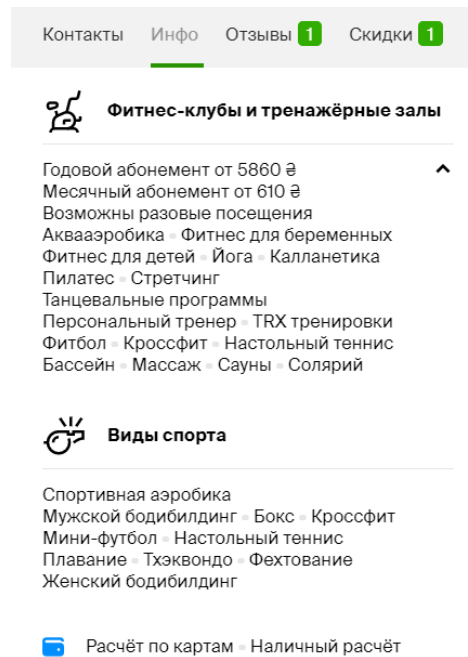 Контакты Инфо Отзывы 1 Скидки 1
Фитнес-клубы и тренажёрные залы
Годовой абонемент от 5860 ₴
Месячный абонемент от 610 ₴
Возможны разовые посещения
Аквааэробика • Фитнес для беременных
Фитнес для детей • Йога • Калланетика
Пилатес • Стретчинг
Танцевальные программы
Персональный тренер • TRX тренировки
Фитбол • Кроссфит • Настольный теннис
Бассейн • Массаж • Сауны • Солярий
Виды спорта
Спортивная аэробика
Мужской бодибилдинг • Бокс • Кроссфит
Мини-футбол • Настольный теннис
Плавание • Тхэквондо • Фехтование
Женский бодибилдинг
Расчёт по картам • Наличный расчёт